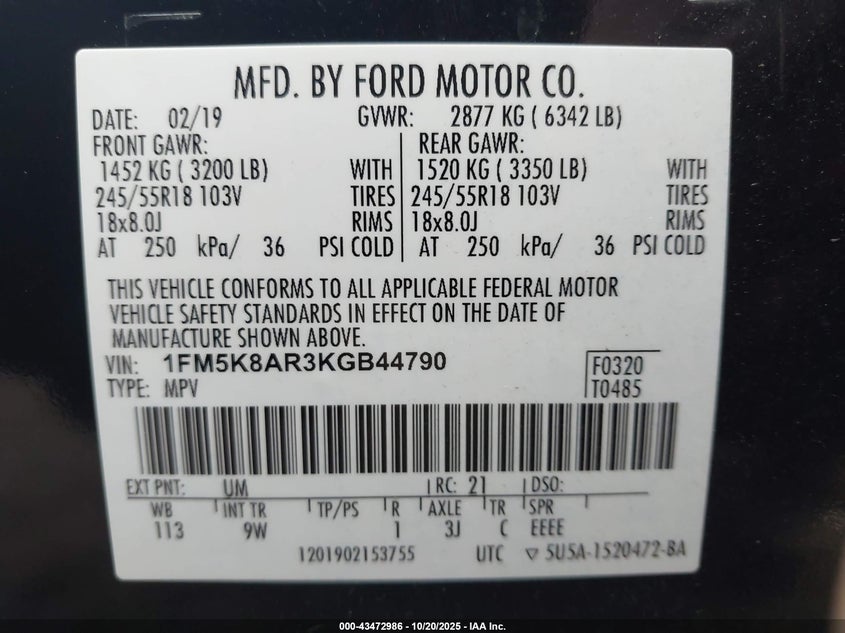 MFD. BY FORD MOTOR CO.
DATE: 02/19 GVWR: 2877 KG ( 6342 LB)
FRONT GAWR: REAR GAWR:
1452 KG ( 3200 LB) WITH 1520 KG ( 3350 LB) WITH
245/55R18 103V TIRES 245/55R18 103V TIRES
18x8.0J RIMS 18x8.0J RIMS
AT 250 kPa/ 36 PSI COLD AT 250 kPa/ 36 PSI COLD
THIS VEHICLE CONFORMS TO ALL APPLICABLE FEDERAL MOTOR
VEHICLE SAFETY STANDARDS IN EFFECT ON THE DATE OF
MANUFACTURE SHOWN ABOVE.
VIN: 1FM5K8AR3KGB44790 F0320
TYPE: MPV T0485
EXT PNT: UM RC: 21 DSO:
WB INT TR TP/PS R AXLE TR SPR
113 9W 1 3J C EEEE
1201902153755 UTC ▽ 5U5A-1520472-BA
000-43472986 | 10/20/2025 - IAA Inc.